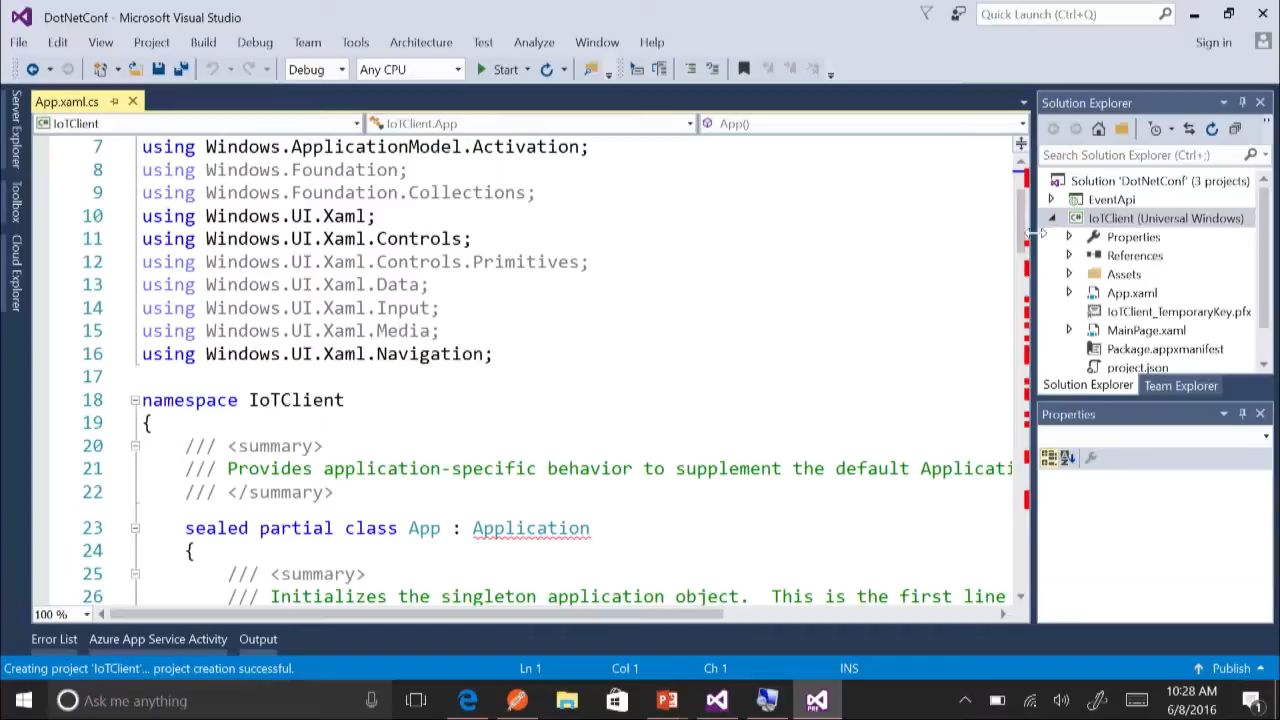 DotNetConf - Microsoft Visual Studio
Quick Launch (Ctrl+Q)
File Edit View Project Build Debug Team Tools Architecture Test Analyze Window Help
Sign in
Debug Any CPU Start
App.xaml.cs
IoTClient IoTClient.App App()
Server Explorer
Toolbox
Cloud Explorer
7 using Windows.ApplicationModel.Activation;
8 using Windows.Foundation;
9 using Windows.Foundation.Collections;
10 using Windows.UI.Xaml;
11 using Windows.UI.Xaml.Controls;
12 using Windows.UI.Xaml.Controls.Primitives;
13 using Windows.UI.Xaml.Data;
14 using Windows.UI.Xaml.Input;
15 using Windows.UI.Xaml.Media;
16 using Windows.UI.Xaml.Navigation;
17
18 namespace IoTClient
19 {
20 /// <summary>
21 /// Provides application-specific behavior to supplement the default Applicati
22 /// </summary>
23 sealed partial class App : Application
24 {
25 /// <summary>
26 /// Initializes the singleton application object.  This is the first line
100 %
Solution Explorer
Search Solution Explorer (Ctrl+;)
Solution 'DotNetConf' (3 projects)
EventApi
IoTClient (Universal Windows)
Properties
References
Assets
App.xaml
IoTClient_TemporaryKey.pfx
MainPage.xaml
Package.appxmanifest
project.json
Solution Explorer Team Explorer
Properties
Error List Azure App Service Activity Output
Creating project 'IoTClient'... project creation successful. Ln 1 Col 1 Ch 1 INS Publish
Ask me anything
10:28 AM
6/8/2016